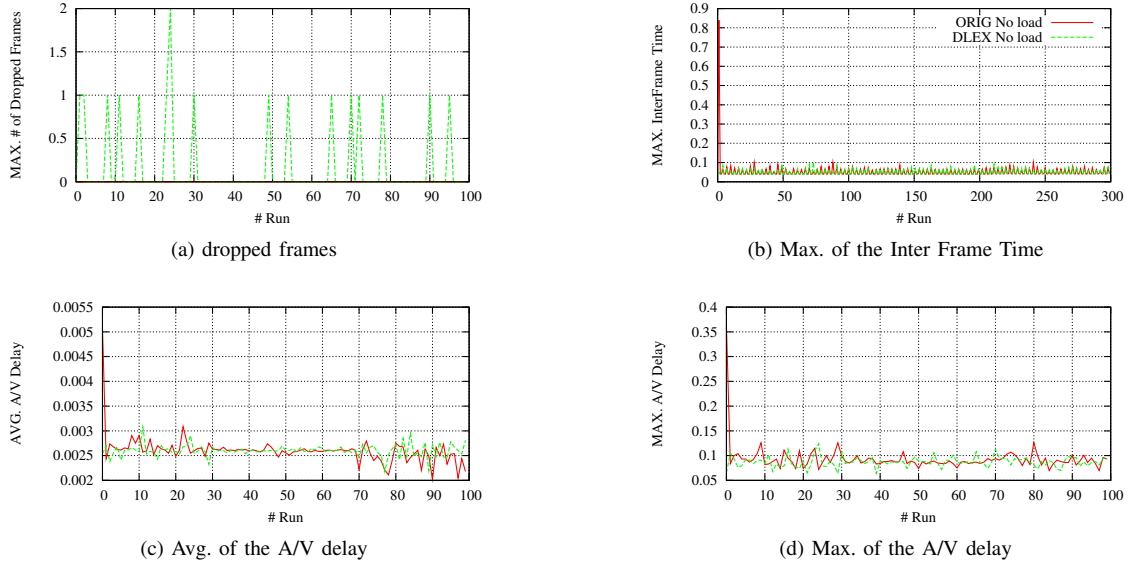 MAX. # of Dropped Frames
2
1.5
1
0.5
0
0 10 20 30 40 50 60 70 80 90 100
# Run
(a) dropped frames
MAX. InterFrame Time
0.9
0.8
0.7
0.6
0.5
0.4
0.3
0.2
0.1
0
ORIG No load
DLEX No load
0 50 100 150 200 250 300
# Run
(b) Max. of the Inter Frame Time
AVG. A/V Delay
0.0055
0.005
0.0045
0.004
0.0035
0.003
0.0025
0.002
0 10 20 30 40 50 60 70 80 90 100
# Run
(c) Avg. of the A/V delay
MAX. A/V Delay
0.4
0.35
0.3
0.25
0.2
0.15
0.1
0.05
0 10 20 30 40 50 60 70 80 90 100
# Run
(d) Max. of the A/V delay